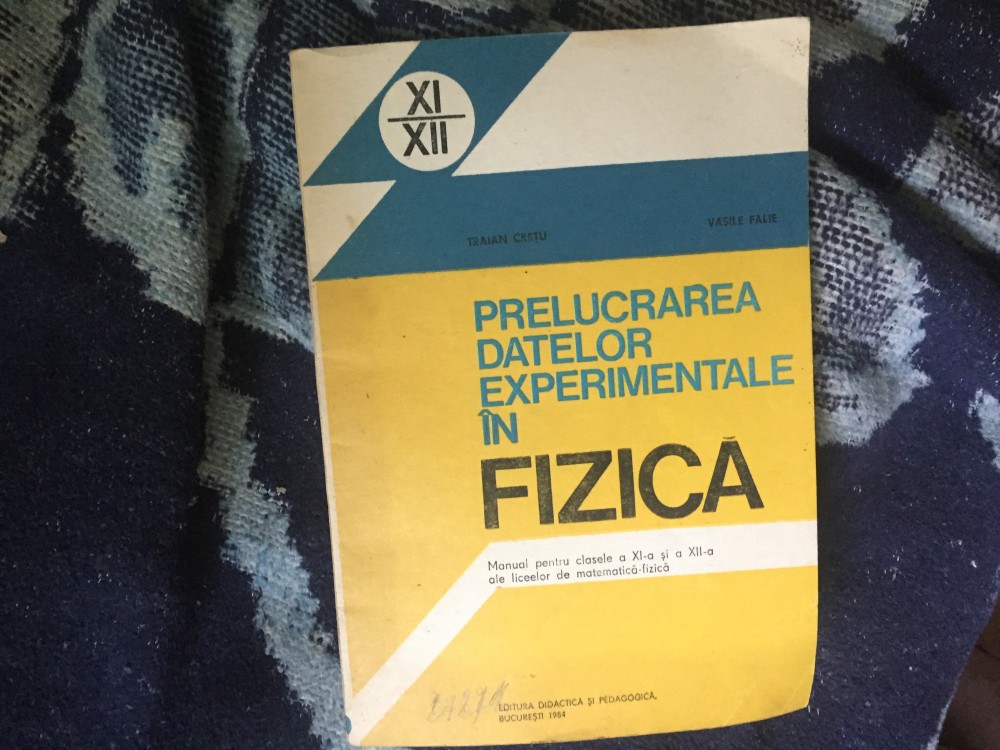 XI
XII
TRAIAN CREȚU
VASILE FALIE
PRELUCRAREA
DATELOR
EXPERIMENTALE
ÎN
FIZICĂ
Manual pentru clasele a XI-a și a XII-a
ale liceelor de matematică-fizică
EDITURA DIDACTICĂ ȘI PEDAGOGICĂ,
BUCUREȘTI 1984